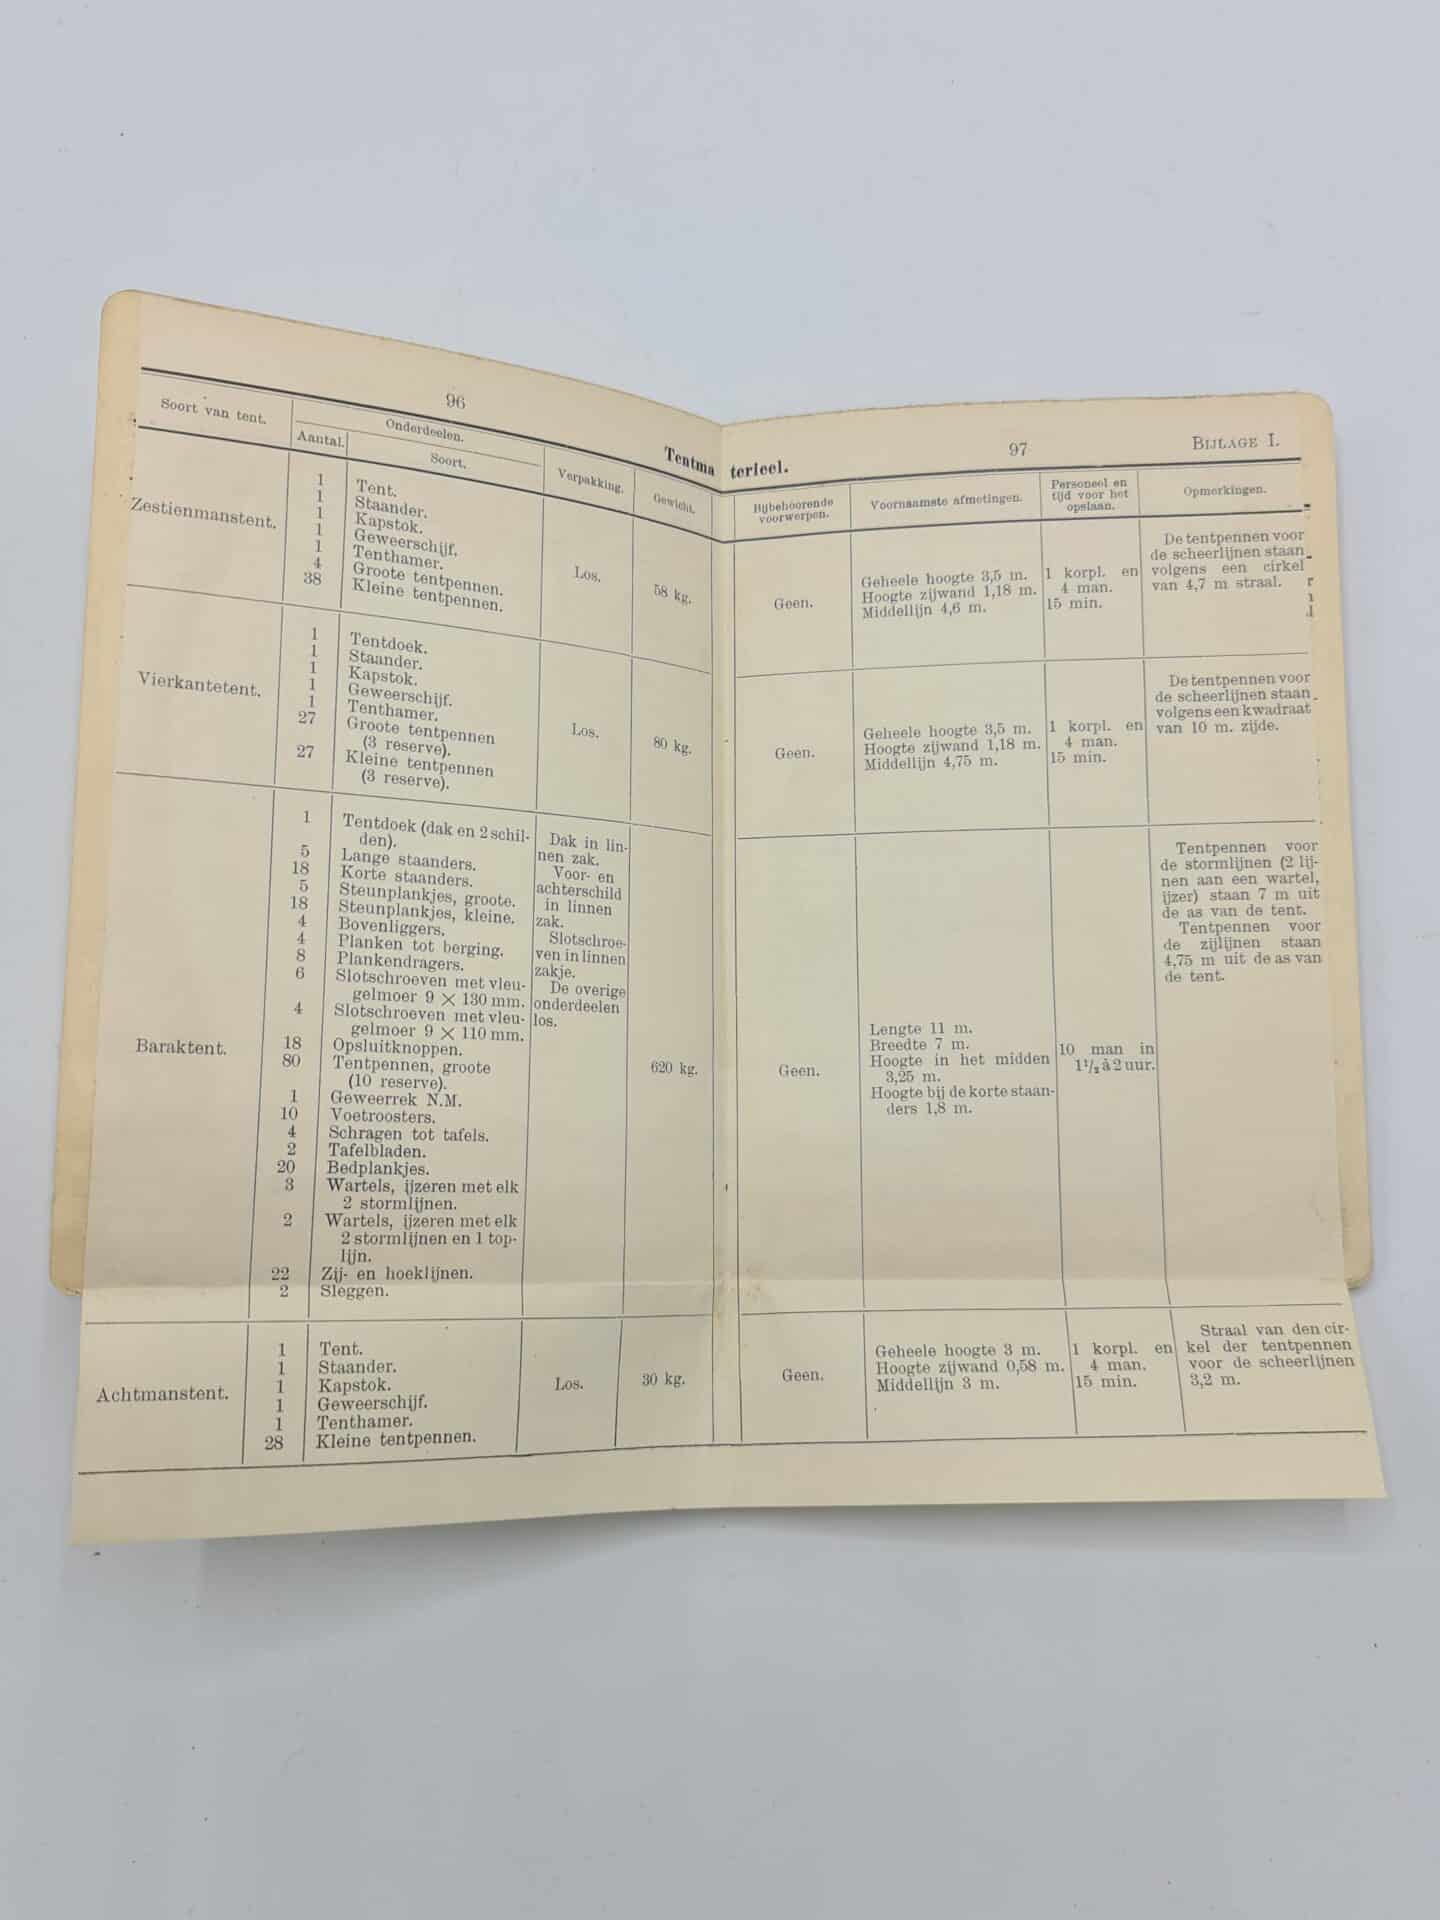 96
Tentma
Soort van tent.
Onderdeelen.
Aantal.
Soort.
Verpakking.
Gewicht.
Zestienmanstent.
1 Tent.
1 Staander.
1 Kapstok.
1 Geweerschijf.
1 Tenthamer.
4 Groote tentpennen.
38 Kleine tentpennen.
Los.
58 kg.
Vierkantetent.
1 Tentdoek.
1 Staander.
1 Kapstok.
1 Geweerschijf.
1 Tenthamer.
27 Groote tentpennen
(3 reserve).
27 Kleine tentpennen
(3 reserve).
Los.
80 kg.
Baraktent.
1 Tentdoek (dak en 2 schil-
den).
5 Lange staanders.
18 Korte staanders.
5 Steunplankjes, groote.
18 Steunplankjes, kleine.
4 Bovenliggers.
4 Planken tot berging.
8 Plankendragers.
6 Slotschroeven met vleu-
gelmoer 9 × 130 mm.
4 Slotschroeven met vleu-
gelmoer 9 × 110 mm.
18 Opsluitknoppen.
80 Tentpennen, groote
(10 reserve).
1 Geweerrek N.M.
10 Voetroosters.
4 Schragen tot tafels.
2 Tafelbladen.
20 Bedplankjes.
3 Wartels, ijzeren met elk
2 stormlijnen.
2 Wartels, ijzeren met elk
2 stormlijnen en 1 top-
lijn.
22 Zij- en hoeklijnen.
2 Sleggen.
Dak in lin-
nen zak.
Voor- en
achterschild
in linnen
zak.
Slotschroe-
ven in linnen
zakje.
De overige
onderdeelen
los.
620 kg.
Achtmanstent.
1 Tent.
1 Staander.
1 Kapstok.
1 Geweerschijf.
1 Tenthamer.
28 Kleine tentpennen.
Los.
30 kg.
97
BIJLAGE I.
terieel.
Bijbehoorende
voorwerpen.
Voornaamste afmetingen.
Personeel en
tijd voor het
opslaan.
Opmerkingen.
Geen.
Geheele hoogte 3,5 m.
Hoogte zijwand 1,18 m.
Middellijn 4,6 m.
1 korpl. en
4 man.
15 min.
De tentpennen voor
de scheerlijnen staan
volgens een cirkel
van 4,7 m straal.
Geen.
Geheele hoogte 3,5 m.
Hoogte zijwand 1,18 m.
Middellijn 4,75 m.
1 korpl. en
4 man.
15 min.
De tentpennen voor
de scheerlijnen staan
volgens een kwadraat
van 10 m. zijde.
Geen.
Lengte 11 m.
Breedte 7 m.
Hoogte in het midden
3,25 m.
Hoogte bij de korte staan-
ders 1,8 m.
10 man in
1½ à 2 uur.
Tentpennen voor
de stormlijnen (2 lij-
nen aan een wartel,
ijzer) staan 7 m uit
de as van de tent.
Tentpennen voor
de zijlijnen staan
4,75 m uit de as van
de tent.
Geen.
Geheele hoogte 3 m.
Hoogte zijwand 0,58 m.
Middellijn 3 m.
1 korpl. en
4 man.
15 min.
Straal van den cir-
kel der tentpennen
voor de scheerlijnen
3,2 m.